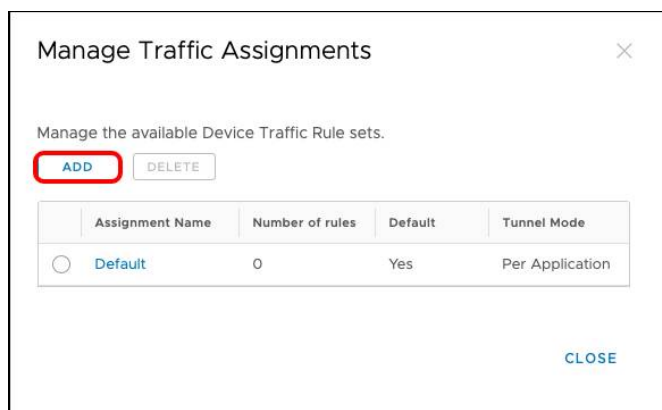 Manage Traffic Assignments
Manage the available Device Traffic Rule sets.
ADD DELETE
Assignment Name Number of rules Default Tunnel Mode
Default 0 Yes Per Application
CLOSE